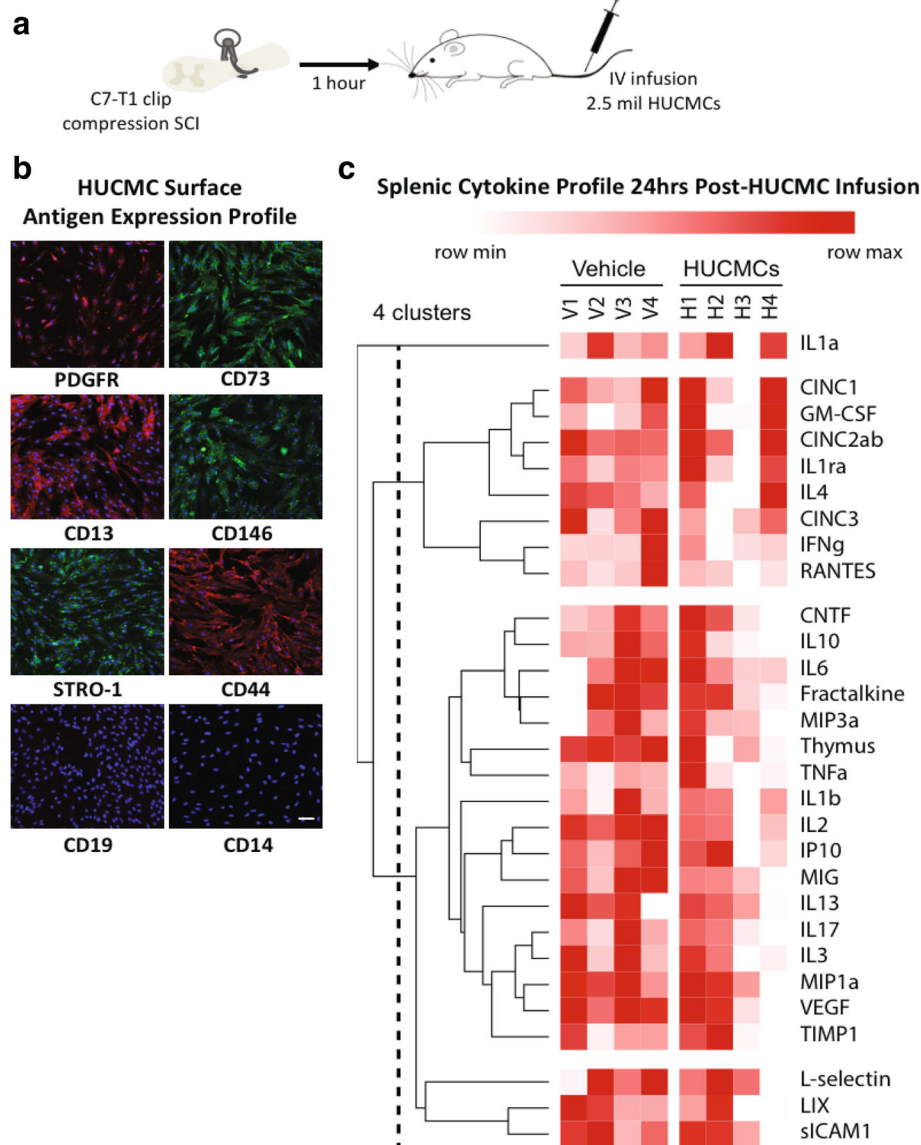 a
C7-T1 clip
compression SCI
1 hour
IV infusion
2.5 mil HUCMCs
b
HUCMC Surface
Antigen Expression Profile
PDGFR
CD73
CD13
CD146
STRO-1
CD44
CD19
CD14
c
Splenic Cytokine Profile 24hrs Post-HUCMC Infusion
row min
row max
Vehicle
HUCMCs
4 clusters
V1
V2
V3
V4
H1
H2
H3
H4
IL1a
CINC1
GM-CSF
CINC2ab
IL1ra
IL4
CINC3
IFNg
RANTES
CNTF
IL10
IL6
Fractalkine
MIP3a
Thymus
TNFa
IL1b
IL2
IP10
MIG
IL13
IL17
IL3
MIP1a
VEGF
TIMP1
L-selectin
LIX
sICAM1